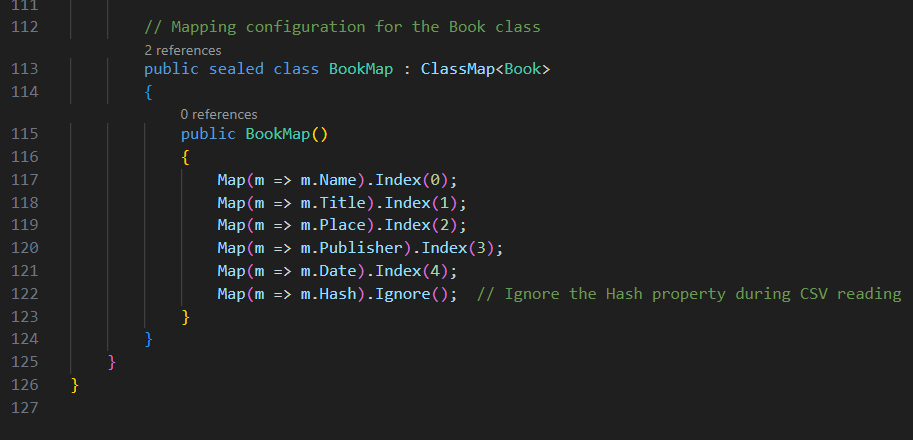 111
112 // Mapping configuration for the Book class
2 references
113 public sealed class BookMap : ClassMap<Book>
114 {
0 references
115 public BookMap()
116 {
117 Map(m => m.Name).Index(0);
118 Map(m => m.Title).Index(1);
119 Map(m => m.Place).Index(2);
120 Map(m => m.Publisher).Index(3);
121 Map(m => m.Date).Index(4);
122 Map(m => m.Hash).Ignore(); // Ignore the Hash property during CSV reading
123 }
124 }
125 }
126 }
127